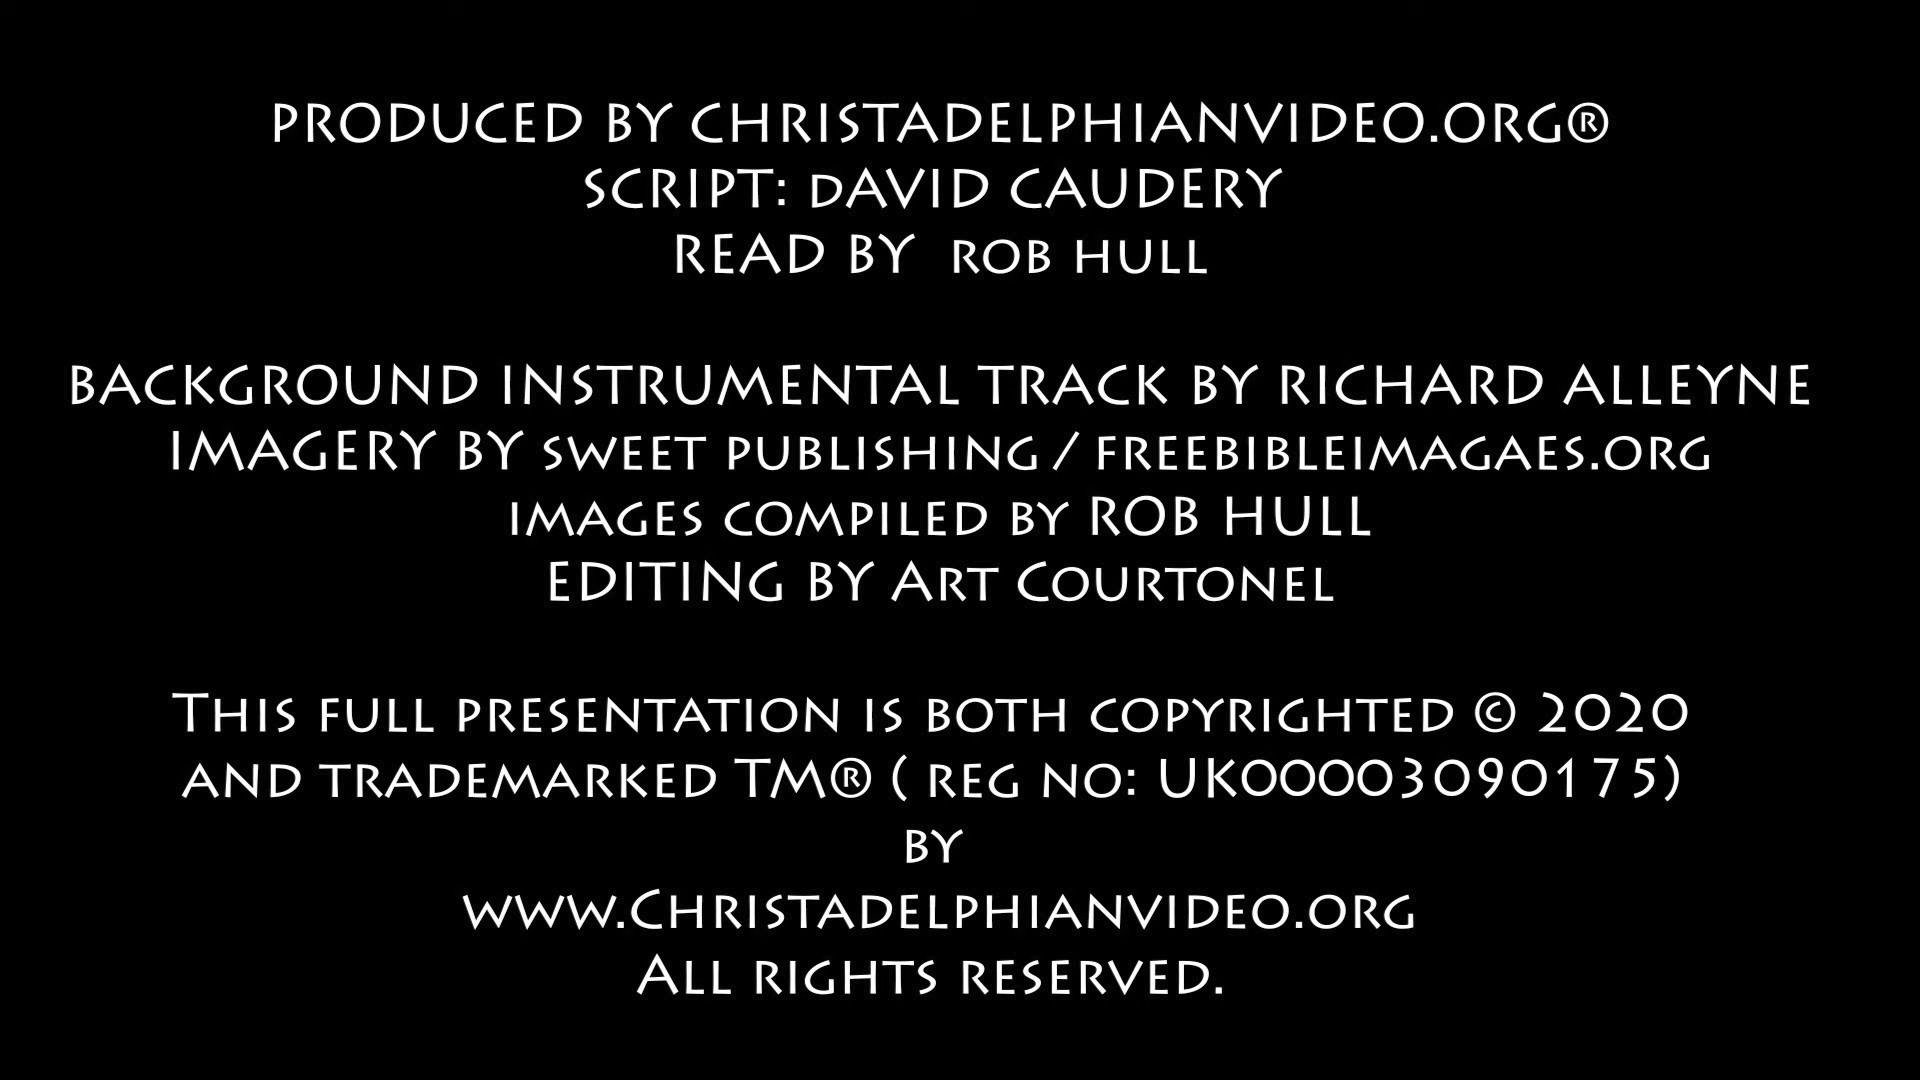 PRODUCED BY CHRISTADELPHIANVIDEO.ORG®
SCRIPT: dAVID CAUDERY
READ BY rob hull
BACKGROUND INSTRUMENTAL TRACK BY RICHARD ALLEYNE
IMAGERY BY sweet publishing / freebibleimagaes.org
images compiled by ROB HULL
EDITING BY Art Courtonel
This full presentation is both copyrighted © 2020
and trademarked TM® ( reg no: UK00003090175)
by
www.Christadelphianvideo.org
All rights reserved.